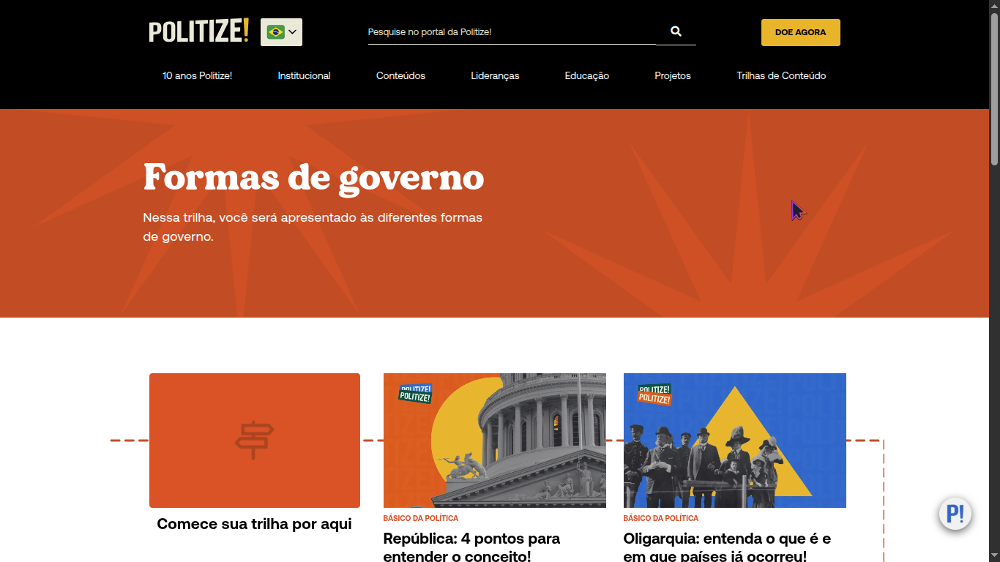 POLITIZE!
Pesquise no portal da Politize!
DOE AGORA
10 anos Politize!
Institucional
Conteúdos
Lideranças
Educação
Projetos
Trilhas de Conteúdo
Formas de governo
Nessa trilha, você será apresentado às diferentes formas
de governo.
POLITIZE!
POLITIZE!
POLITIZE!
POLITIZE!
Comece sua trilha por aqui
BÁSICO DA POLÍTICA
República: 4 pontos para
entender o conceito!
BÁSICO DA POLÍTICA
Oligarquia: entenda o que é e
em que países já ocorreu!
P!